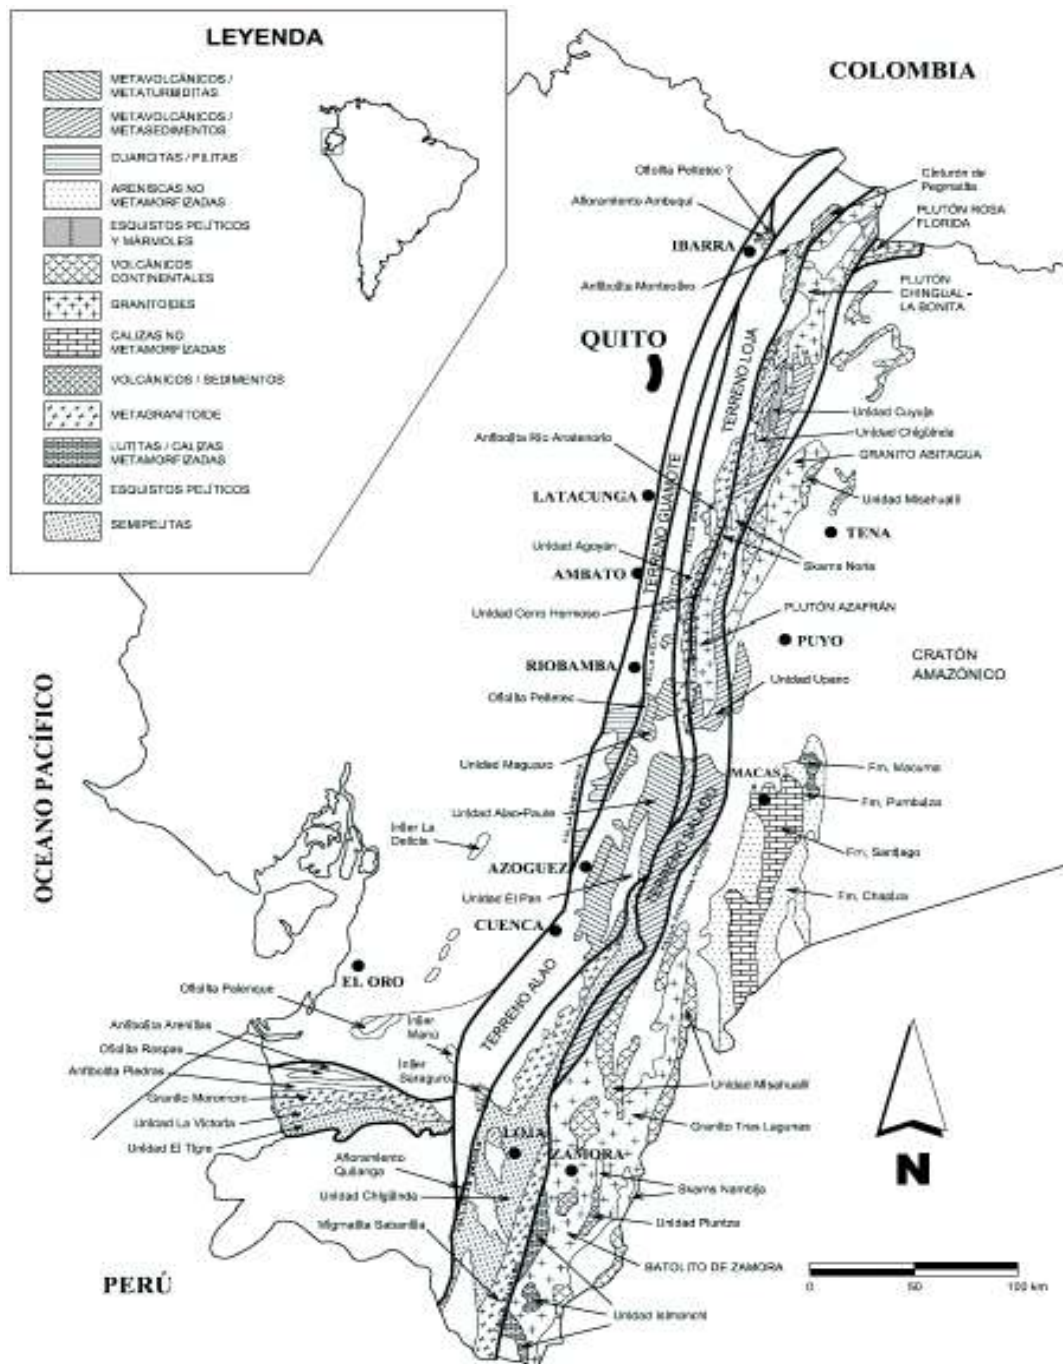 LEYENDA
METAVOLCÁNICOS /
METATURBIDITAS
METAVOLCÁNICOS /
METASEDIMENTOS
CUARCITAS / FILITAS
ARENISCAS NO
METAMORFIZADAS
ESQUISTOS PELÍTICOS
Y MÁRMOLES
VOLCÁNICOS
CONTINENTALES
GRANITOIDES
CALIZAS NO
METAMORFIZADAS
VOLCÁNICOS / SEDIMENTOS
METAGRANITOIDE
LUTITAS / CALIZAS
METAMORFIZADAS
ESQUISTOS PELÍTICOS
SEMIPELITAS
COLOMBIA
Ofiolita Peltetec ?
Cinturón de
Pegmatita
Afloramiento Ambuquí
PLUTÓN ROSA
FLORIDA
IBARRA
PLUTÓN
CHINGUAL -
LA BONITA
Anfibolita Monteolivo
QUITO
TERRENO LOJA
Unidad Cuyuja
Unidad Chigüinda
Anfibolita Río Anatenorio
GRANITO ABITAGUA
Unidad Misahuallí
LATACUNGA
TERRENO GUAMOTE
TENA
Unidad Agoyán
Skarns Norte
AMBATO
Unidad Cerro Hermoso
PLUTÓN AZAFRÁN
PUYO
CRATÓN
AMAZÓNICO
RIOBAMBA
Unidad Upano
Ofiolita Peltetec
OCEANO PACÍFICO
Unidad Maguazo
MACAS
Fm. Macuma
Fm. Pumbuiza
Unidad Alao-Paute
TERRENO SALADO
Inlier La
Delicia
Fm. Santiago
AZOGUEZ
Unidad El Pan
Fm. Chapiza
CUENCA
EL ORO
TERRENO ALAO
Ofiolita Palenque
Inlier
Manú
Anfibolita Arenillas
Ofiolita Raspas
Inlier
Saraguro
Anfibolita Piedras
Unidad Misahuallí
Granito Moromoro
Granito Tres Lagunas
Unidad La Victoria
Unidad El Tigre
LOJA
ZAMORA
Afloramiento
Quilanga
Skarns Nambija
Unidad Chigüinda
Unidad Piuntza
Migmatita Sabanilla
BATOLITO DE ZAMORA
PERÚ
Unidad Isimanchi
N
0 50 100 km